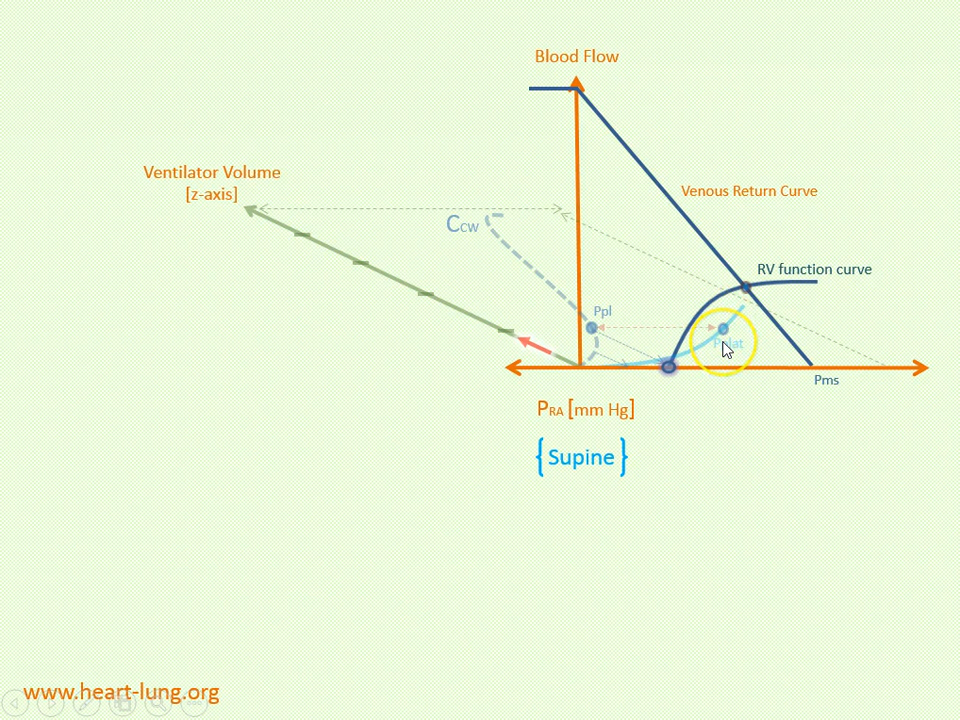 Blood Flow
Ventilator Volume
[z-axis]
Venous Return Curve
CCW
RV function curve
Ppl
Plat
Pms
PRA [mm Hg]
{Supine}
www.heart-lung.org